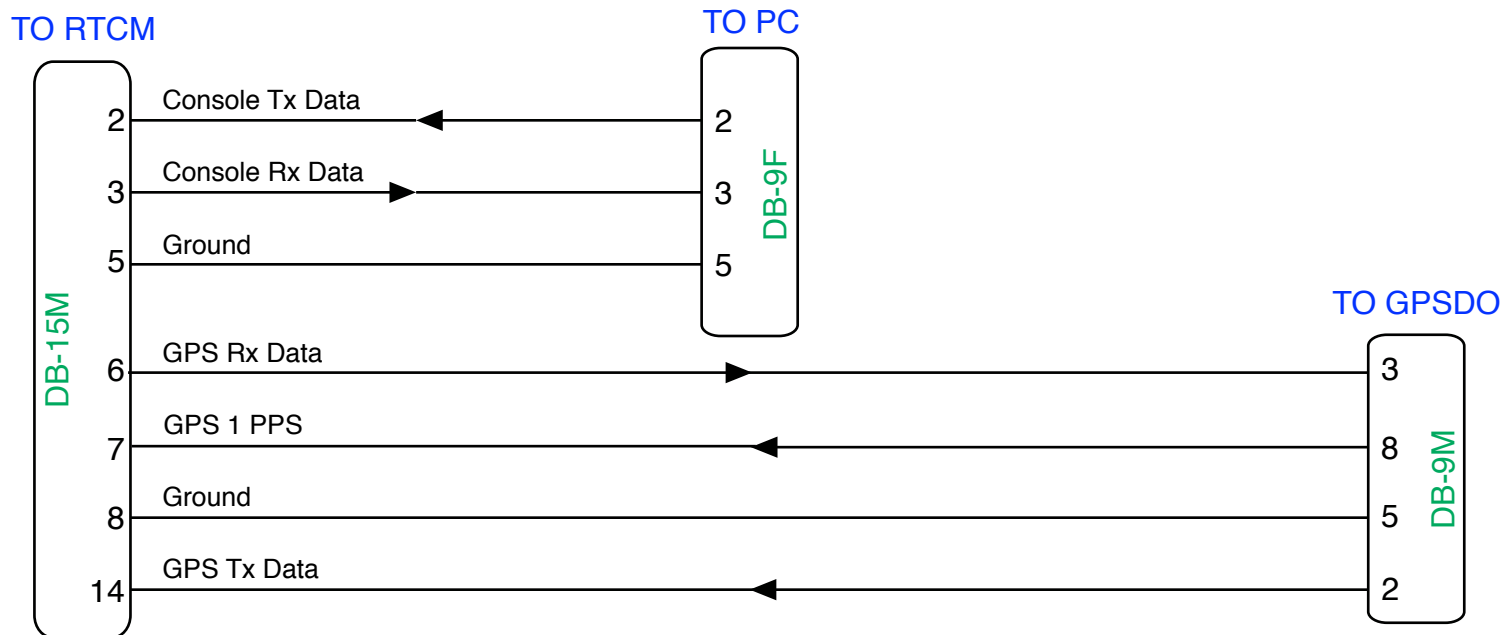 TO RTCM
TO PC
2 Console Tx Data 2
3 Console Rx Data 3
5 Ground 5
DB-15M
DB-9F
TO GPSDO
6 GPS Rx Data 3
7 GPS 1 PPS 8
8 Ground 5
14 GPS Tx Data 2
DB-9M